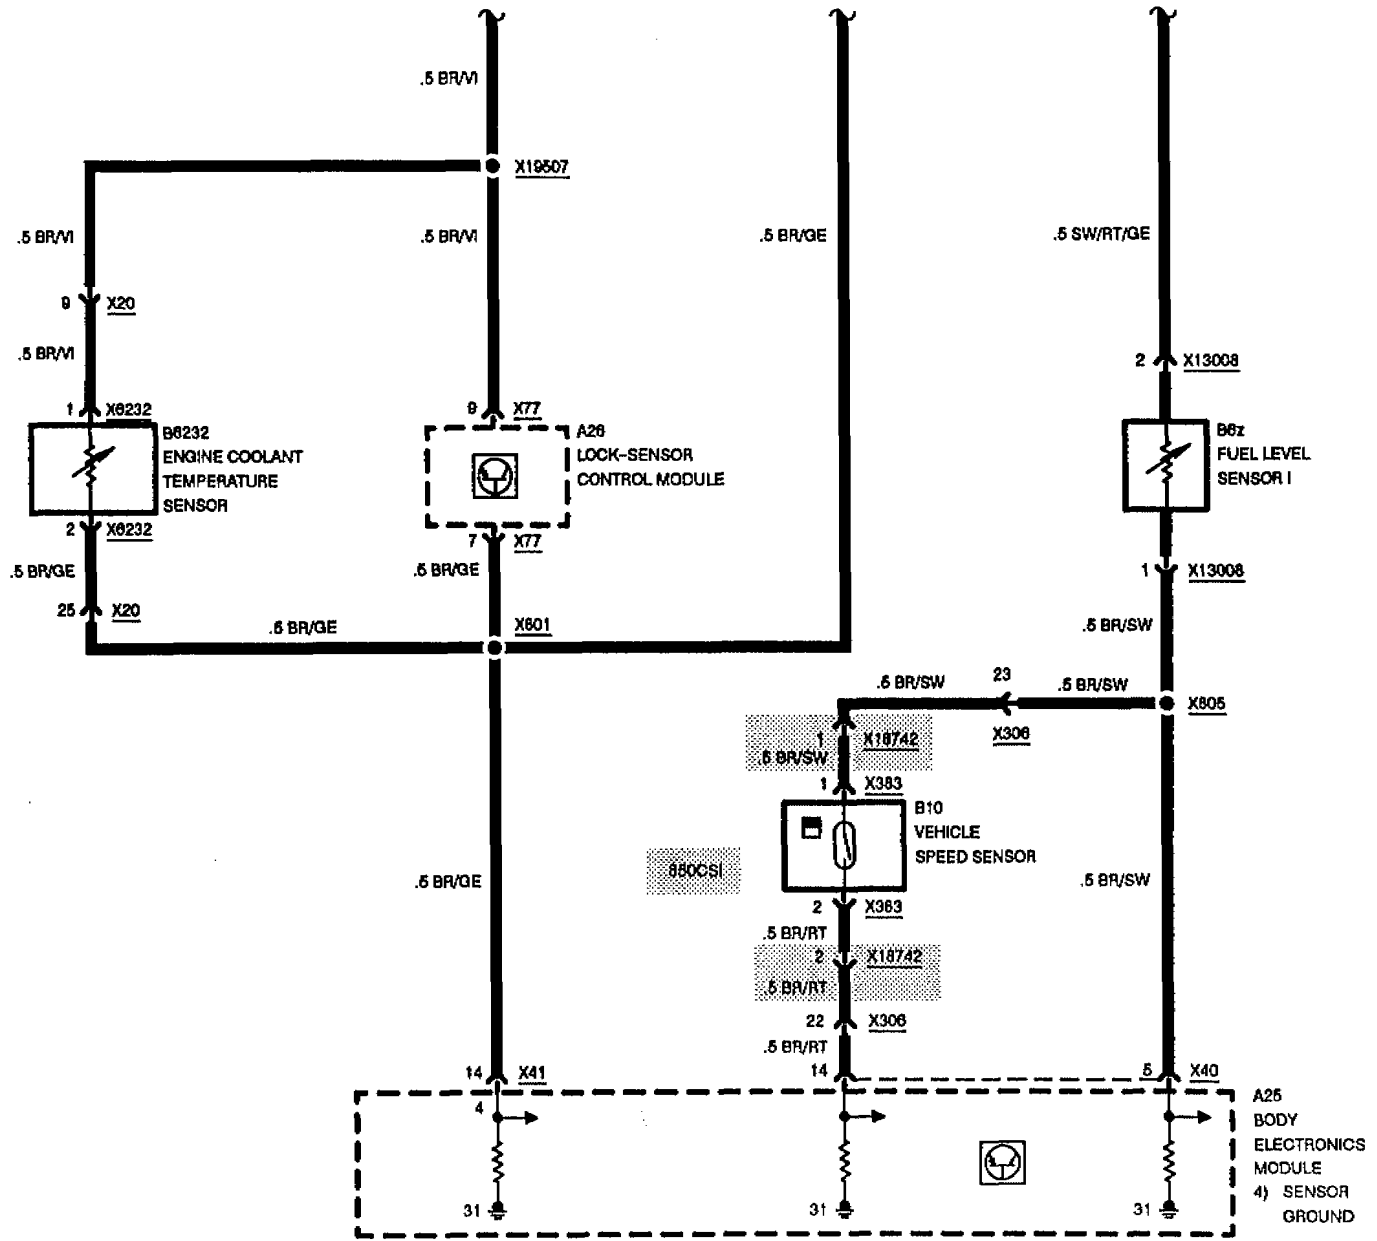 .5 BR/VI
X19507
.5 BR/VI
.5 BR/VI
.5 BR/GE
.5 SW/RT/GE
9 X20
.5 BR/VI
2 X13008
1 X6232
9 X77
B6232
ENGINE COOLANT
TEMPERATURE
SENSOR
A26
LOCK-SENSOR
CONTROL MODULE
B6z
FUEL LEVEL
SENSOR I
2 X6232
7 X77
.5 BR/GE
.5 BR/GE
1 X13008
25 X20
.5 BR/GE
X601
.5 BR/SW
.5 BR/SW
23
.5 BR/SW
X306
X605
1 X18742
.5 BR/SW
1 X383
B10
VEHICLE
SPEED SENSOR
850CSI
.5 BR/GE
.5 BR/SW
2 X383
.5 BR/RT
2 X18742
.5 BR/RT
22 X306
.5 BR/RT
14 X41
14
5 X40
4
31
31
31
A25
BODY
ELECTRONICS
MODULE
4) SENSOR
GROUND